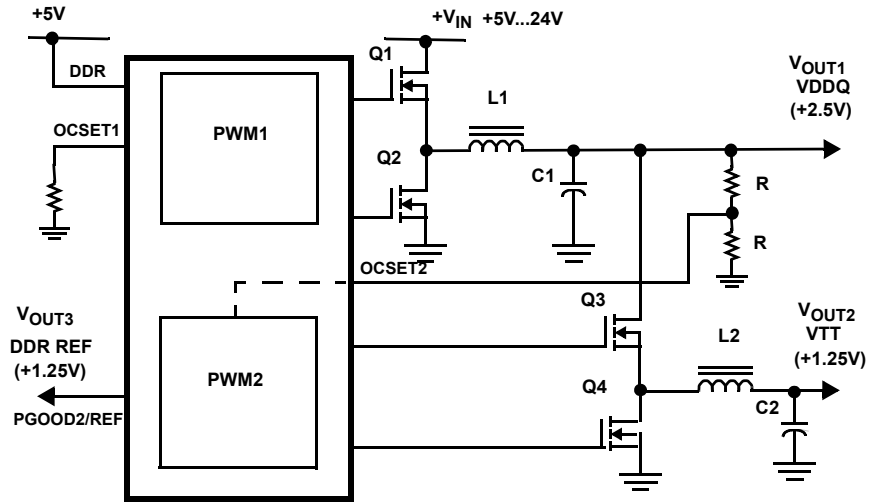 +5V
+VIN +5V...24V
Q1
DDR
VOUT1
VDDQ
(+2.5V)
L1
OCSET1
PWM1
Q2
C1
R
R
OCSET2
VOUT3
DDR REF
(+1.25V)
Q3
VOUT2
VTT
(+1.25V)
L2
PWM2
Q4
C2
PGOOD2/REF